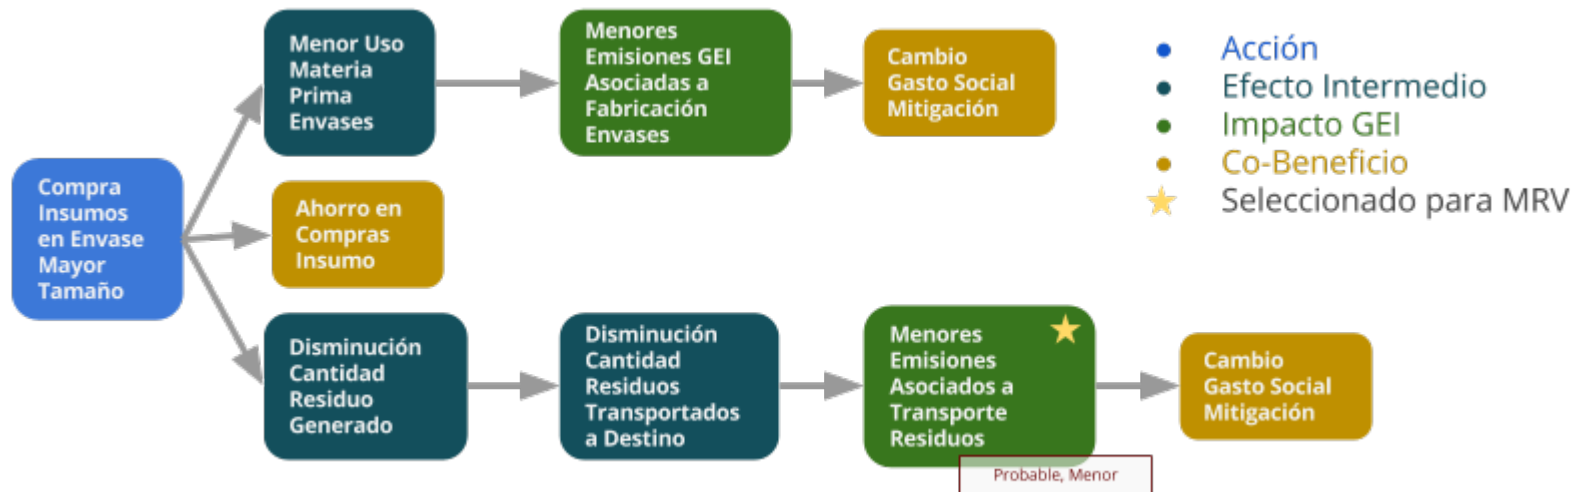 Compra
Insumos
en Envase
Mayor
Tamaño
Menor Uso
Materia
Prima
Envases
Menores
Emisiones GEI
Asociadas a
Fabricación
Envases
Cambio
Gasto Social
Mitigación
Ahorro en
Compras
Insumo
Disminución
Cantidad
Residuo
Generado
Disminución
Cantidad
Residuos
Transportados
a Destino
Menores
Emisiones
Asociados a
Transporte
Residuos
Probable, Menor
Cambio
Gasto Social
Mitigación
Acción
Efecto Intermedio
Impacto GEI
Co-Beneficio
Seleccionado para MRV